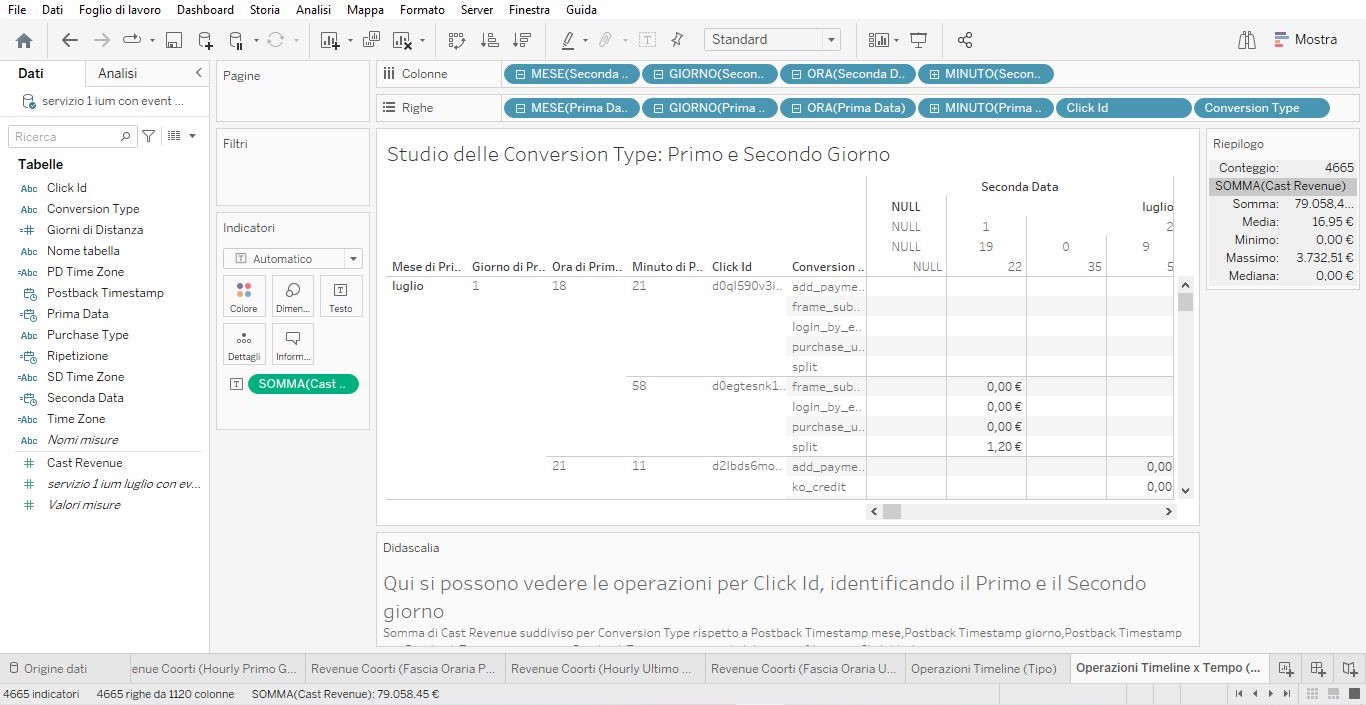 File Dati Foglio di lavoro Dashboard Storia Analisi Mappa Formato Server Finestra Guida
Standard Mostra
Dati Analisi
servizio 1 ium con event ...
Ricerca
Tabelle
Abc Click Id
Abc Conversion Type
Giorni di Distanza
Abc Nome tabella
=Abc PD Time Zone
Postback Timestamp
Prima Data
Abc Purchase Type
Ripetizione
=Abc SD Time Zone
Seconda Data
=Abc Time Zone
Abc Nomi misure
# Cast Revenue
# servizio 1 ium luglio con ev...
# Valori misure
Pagine
Filtri
Indicatori
Automatico
Colore Dimen... Testo
Dettagli Inform...
SOMMA(Cast ..
Colonne MESE(Seconda .. GIORNO(Secon.. ORA(Seconda D.. MINUTO(Secon..
Righe MESE(Prima Da.. GIORNO(Prima .. ORA(Prima Data) MINUTO(Prima .. Click Id Conversion Type
Studio delle Conversion Type: Primo e Secondo Giorno
Seconda Data
NULL luglio
NULL 1 2
NULL 19 0 9
Mese di Pri.. Giorno di Pr.. Ora di Prim.. Minuto di P.. Click Id Conversion .. NULL 22 35 5
luglio 1 18 21 d0ql590v3i.. add_payme..
frame_sub..
login_by_e..
purchase_u..
split
58 d0egtesnk1.. frame_sub.. 0,00 €
login_by_e.. 0,00 €
purchase_u.. 0,00 €
split 1,20 €
21 11 d2lbds6mo.. add_payme.. 0,00
ko_credit 0,00
Didascalia
Qui si possono vedere le operazioni per Click Id, identificando il Primo e il Secondo
giorno
Somma di Cast Revenue suddiviso per Conversion Type rispetto a Postback Timestamp mese,Postback Timestamp giorno,Postback Timestamp
Riepilogo
Conteggio: 4665
SOMMA(Cast Revenue)
Somma: 79.058,4...
Media: 16,95 €
Minimo: 0,00 €
Massimo: 3.732,51 €
Mediana: 0,00 €
Origine dati enue Coorti (Hourly Primo G... Revenue Coorti (Fascia Oraria P... Revenue Coorti (Hourly Ultimo ... Revenue Coorti (Fascia Oraria U... Operazioni Timeline (Tipo) Operazioni Timeline x Tempo (...
4665 indicatori 4665 righe da 1120 colonne SOMMA(Cast Revenue): 79.058,45 €